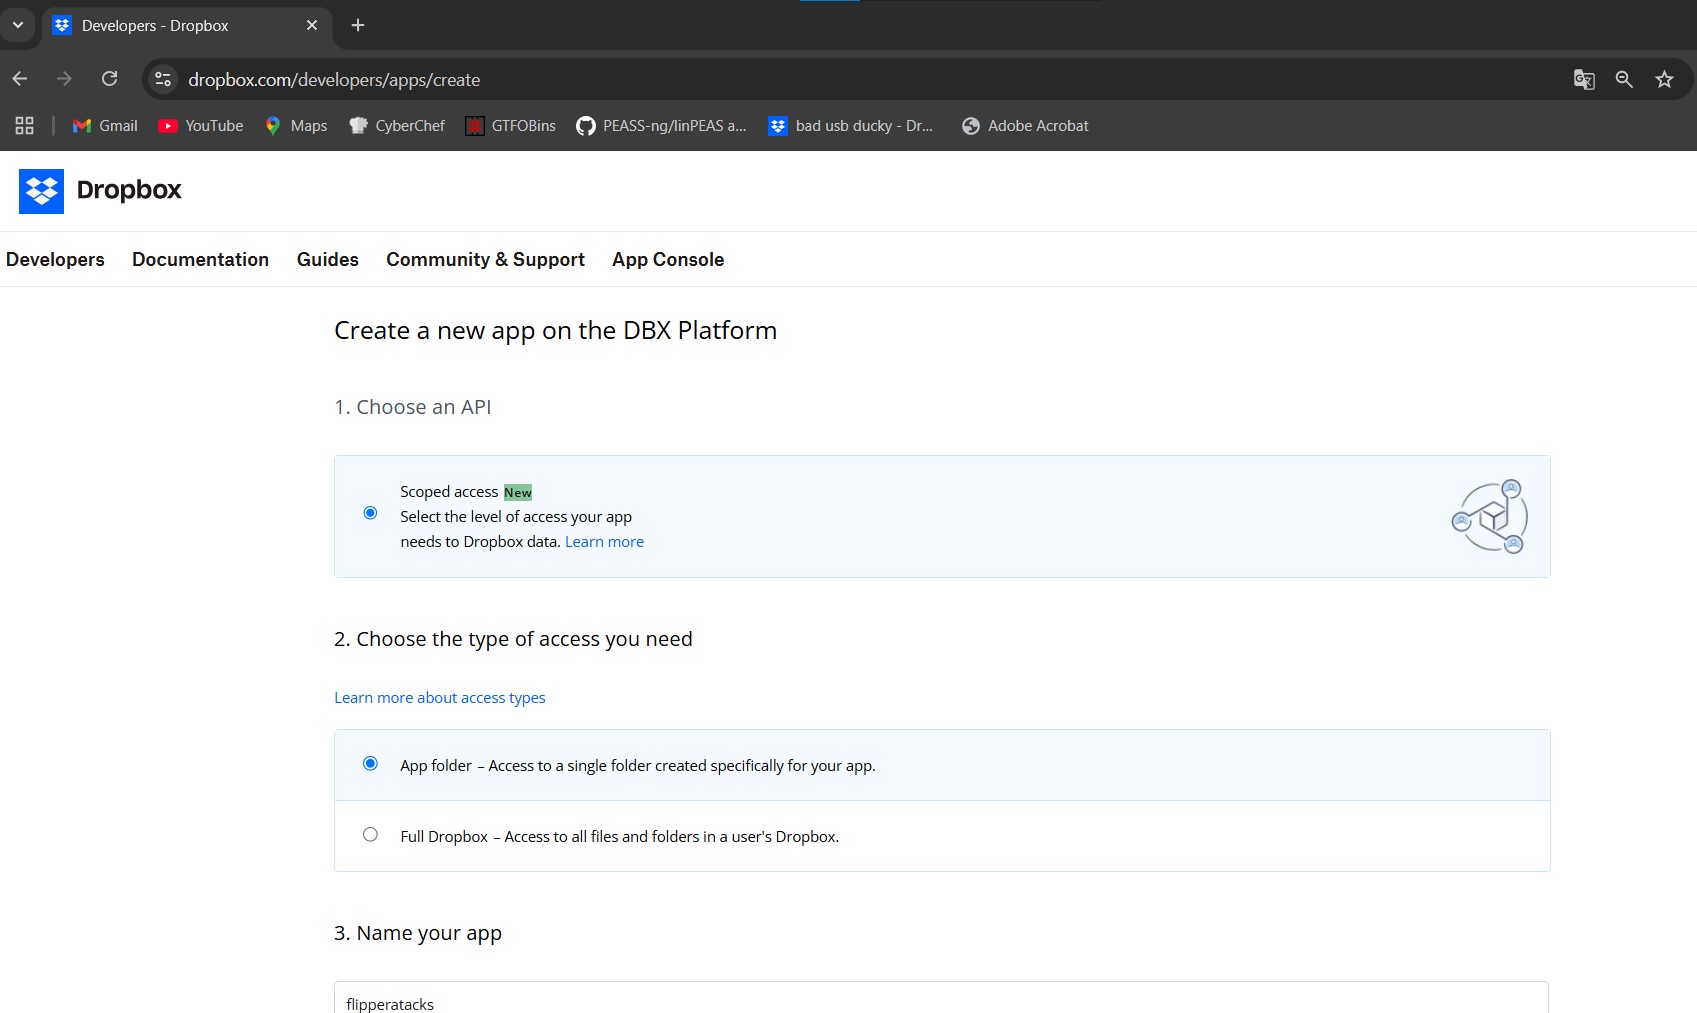 Developers - Dropbox
dropbox.com/developers/apps/create
Gmail YouTube Maps CyberChef GTFOBins PEASS-ng/linPEAS a... bad usb ducky - Dr... Adobe Acrobat
Dropbox
Developers Documentation Guides Community & Support App Console
Create a new app on the DBX Platform
1. Choose an API
Scoped access New
Select the level of access your app
needs to Dropbox data. Learn more
2. Choose the type of access you need
Learn more about access types
App folder – Access to a single folder created specifically for your app.
Full Dropbox – Access to all files and folders in a user's Dropbox.
3. Name your app
flipperatacks